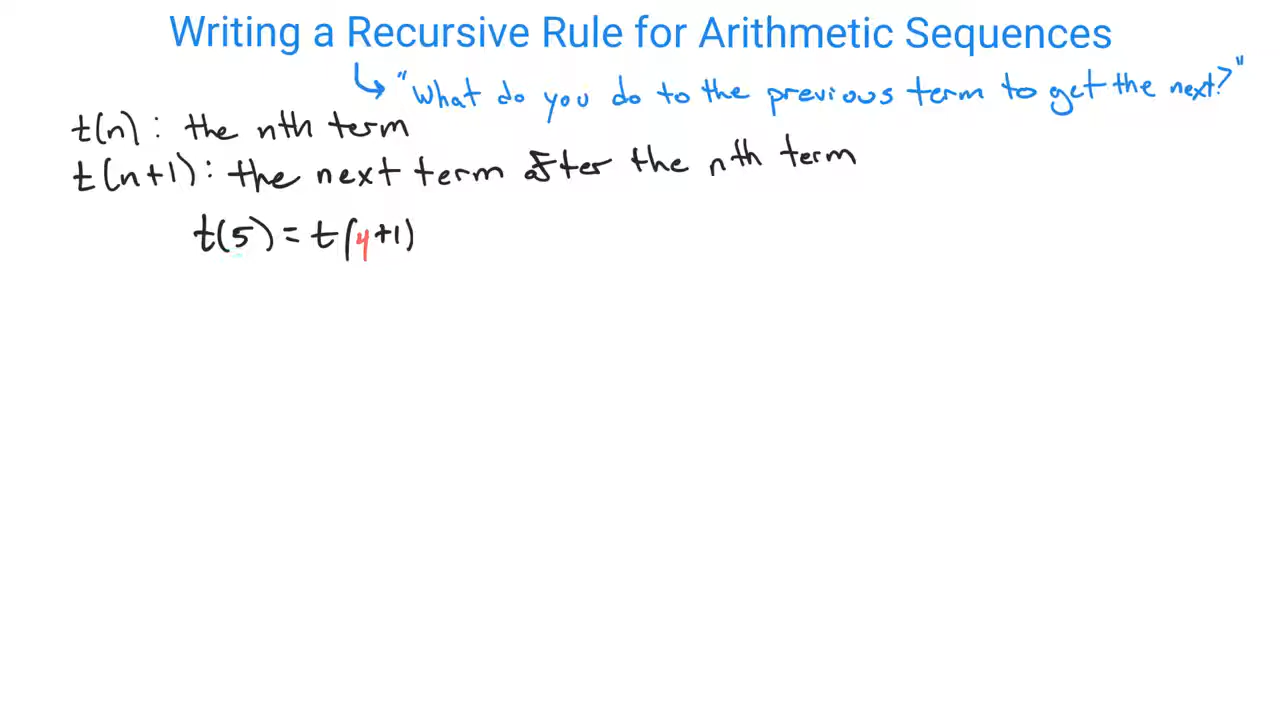 Writing a Recursive Rule for Arithmetic Sequences
↳ "What do you do to the previous term to get the next?"
t(n): the nth term
t(n+1): the next term after the nth term
t(5) = t(4+1)